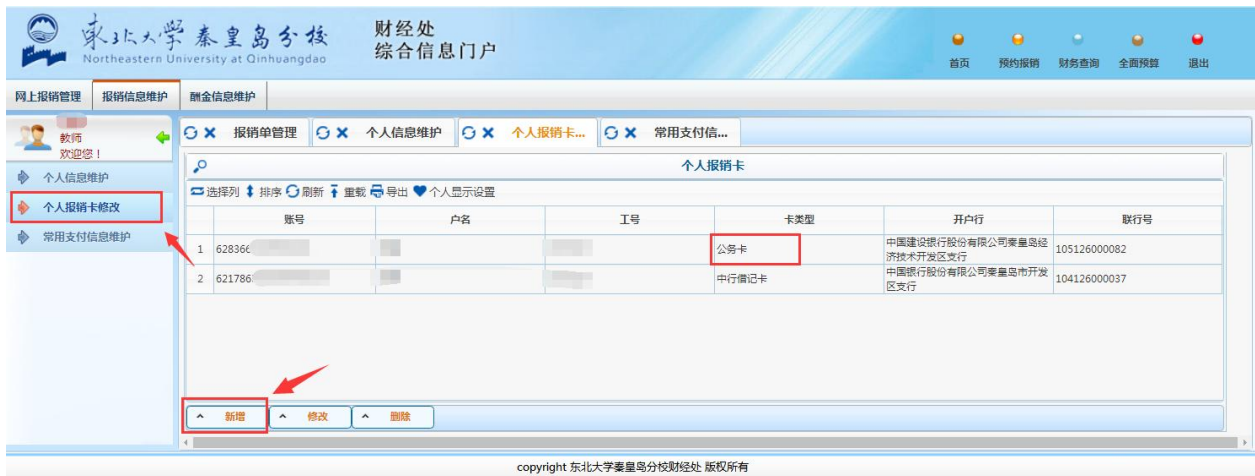 東北大学秦皇岛分校
Northeastern University at Qinhuangdao
财经处
综合信息门户
首页 预约报销 财务查询 全面预算 退出
网上报销管理 报销信息维护 酬金信息维护
教师
欢迎您！
个人信息维护
个人报销卡修改
常用支付信息维护
报销单管理 个人信息维护 个人报销卡... 常用支付信...
个人报销卡
选择列 排序 刷新 重载 导出 个人显示设置
账号 户名 工号 卡类型 开户行 联行号
1 628366 公务卡 中国建设银行股份有限公司秦皇岛经
济技术开发区支行 105126000082
2 621786 中行借记卡 中国银行股份有限公司秦皇岛市开发
区支行 104126000037
新增 修改 删除
copyright 东北大学秦皇岛分校财经处 版权所有